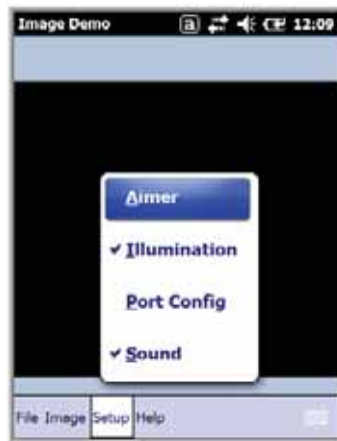 Image Demo a 12:09
Aimer
Illumination
Port Config
Sound
File Image Setup Help